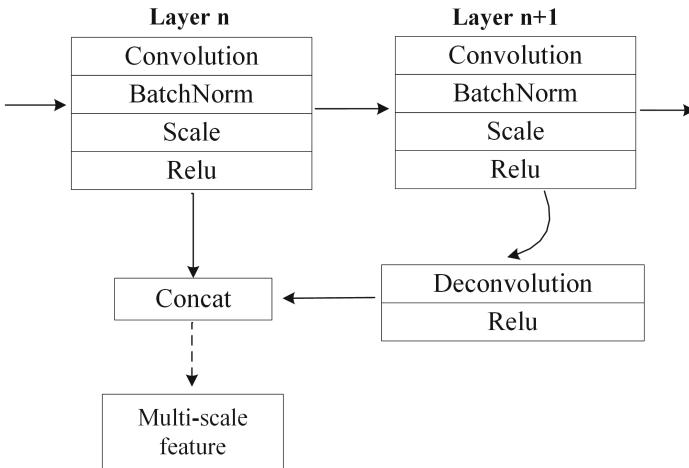 Layer n
Convolution
BatchNorm
Scale
Relu
Layer n+1
Convolution
BatchNorm
Scale
Relu
Deconvolution
Relu
Concat
Multi-scale
feature